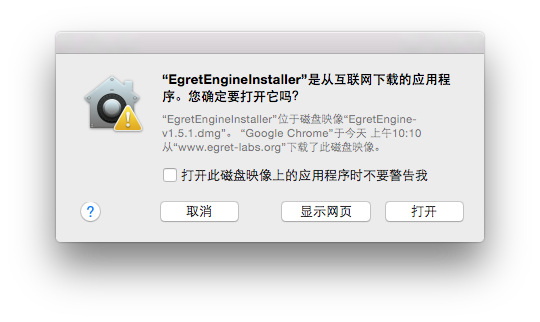 “EgretEngineInstaller”是从互联网下载的应用程
序。您确定要打开它吗？
“EgretEngineInstaller”位于磁盘映像“EgretEngine-
v1.5.1.dmg”。 “Google Chrome”于今天 上午10:10
从“www.egret-labs.org”下载了此磁盘映像。
打开此磁盘映像上的应用程序时不要警告我
? 取消 显示网页 打开